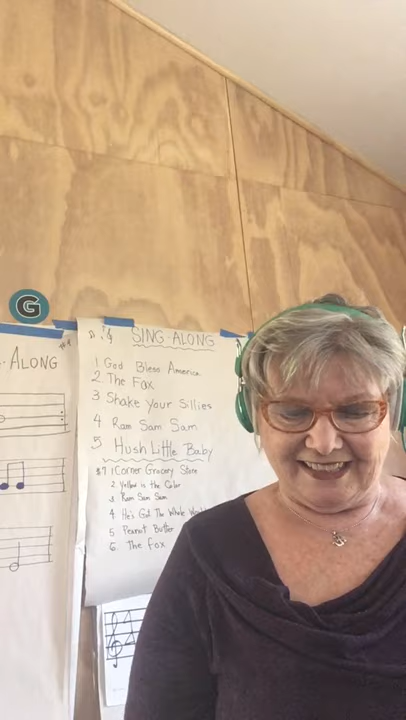 G
-ALONG
SING-ALONG
1 God Bless America
2. The Fox
3 Shake Your Sillies
4 Ram Sam Sam
5 Hush Little Baby
1 Corner Grocery Store
2 Yellow is the Color
3 Ram Sam Sam
4 He's Got The Whole
5 Peanut Butter
6 The Fox